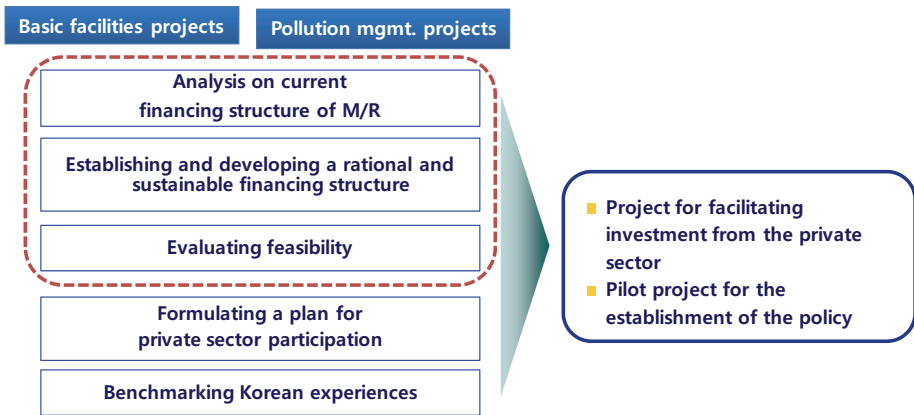 Basic facilities projects
Pollution mgmt. projects
Analysis on current
financing structure of M/R
Establishing and developing a rational and
sustainable financing structure
Evaluating feasibility
Formulating a plan for
private sector participation
Benchmarking Korean experiences
Project for facilitating
investment from the private
sector
Pilot project for the
establishment of the policy